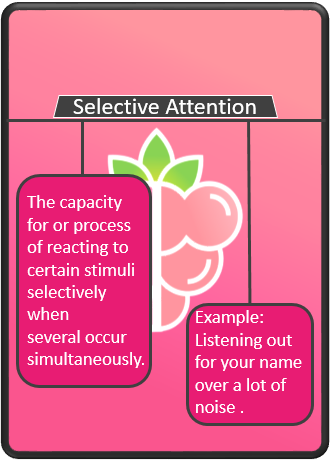 Selective Attention
The capacity
for or process
of reacting to
certain stimuli
selectively
when
several occur
simultaneously.
Example:
Listening out
for your name
over a lot of
noise .